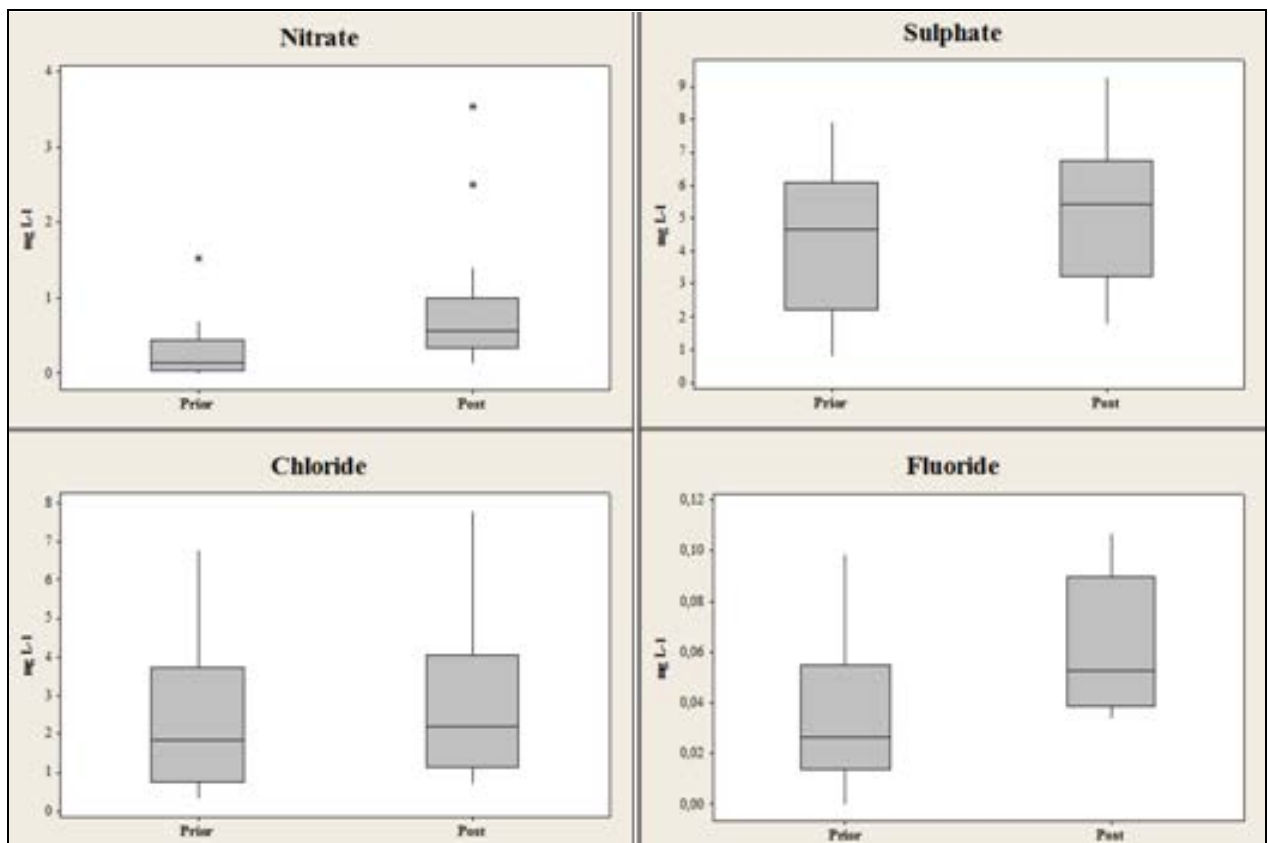 Nitrate
4
3
2
1
0
mg L-1
Prior
Post
Sulphate
9
8
7
6
5
4
3
2
1
0
mg L-1
Prior
Post
Chloride
8
7
6
5
4
3
2
1
0
mg L-1
Prior
Post
Fluoride
0,12
0,10
0,08
0,06
0,04
0,02
0,00
mg L-1
Prior
Post